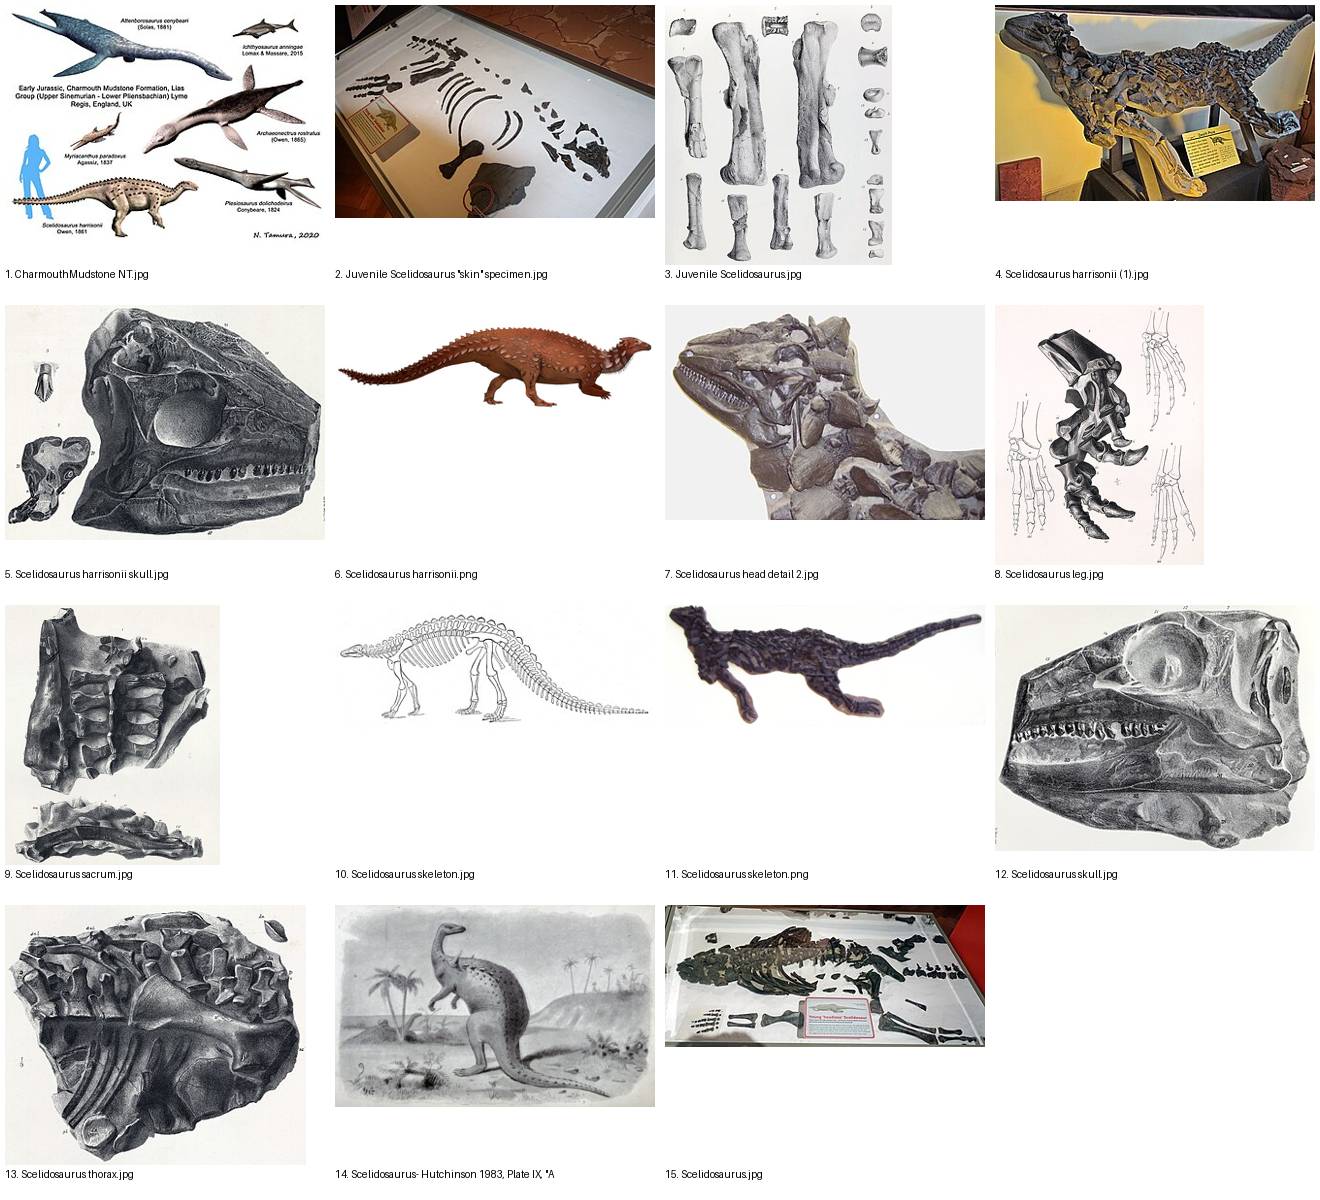 Altenborosaurus conybeari
(Solas, 1881)
Ichthyosaurus anningae
Lomax & Massare, 2015
Early Jurassic, Charmouth Mudstone Formation, Lias
Group (Upper Sinemurian - Lower Pliensbachian) Lyme
Regis, England, UK
Archaeonectrus rostratus
(Owen, 1865)
Myriacanthus paradoxus
Agassiz, 1837
Plesiosaurus dolichodeirus
Conybeare, 1824
Scelidosaurus harrisonii
Owen, 1861
N. Tamura, 2020
1. CharmouthMudstone NT.jpg
2. Juvenile Scelidosaurus "skin" specimen.jpg
3. Juvenile Scelidosaurus.jpg
4. Scelidosaurus harrisonii (1).jpg
5. Scelidosaurus harrisonii skull.jpg
6. Scelidosaurus harrisonii.png
7. Scelidosaurus head detail 2.jpg
8. Scelidosaurus leg.jpg
9. Scelidosaurus sacrum.jpg
10. Scelidosaurus skeleton.jpg
11. Scelidosaurus skeleton.png
12. Scelidosaurus skull.jpg
13. Scelidosaurus thorax.jpg
14. Scelidosaurus- Hutchinson 1983, Plate IX, "A
15. Scelidosaurus.jpg